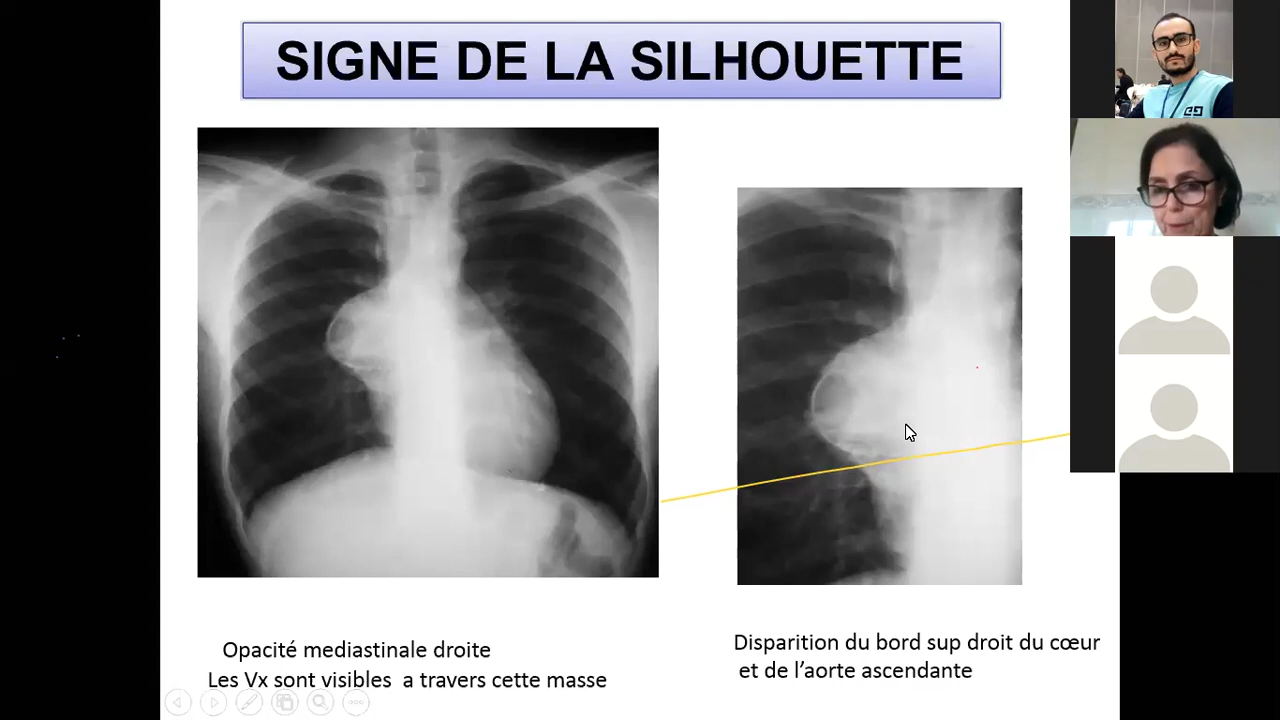 SIGNE DE LA SILHOUETTE
Opacité mediastinale droite
Les Vx sont visibles a travers cette masse
Disparition du bord sup droit du cœur
et de l’aorte ascendante